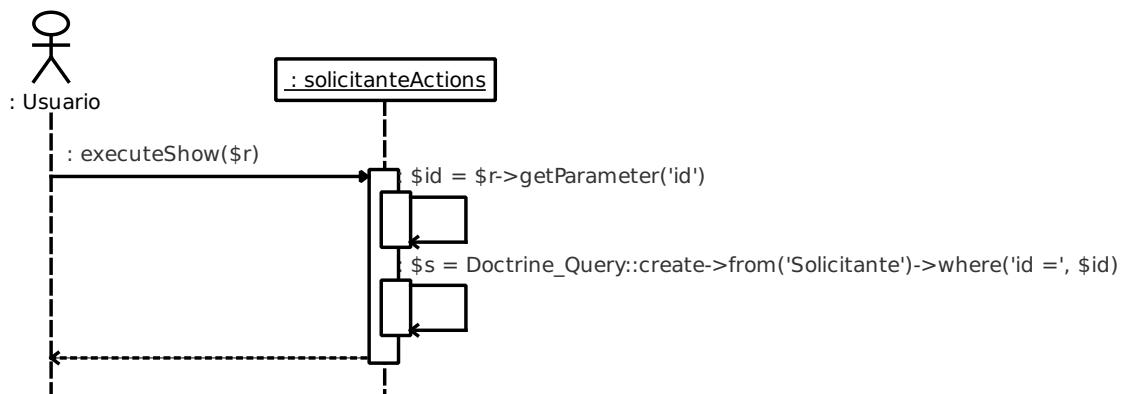 : Usuario
: solicitanteActions
: executeShow($r)
: $id = $r->getParameter('id')
: $s = Doctrine_Query::create->from('Solicitante')->where('id =', $id)